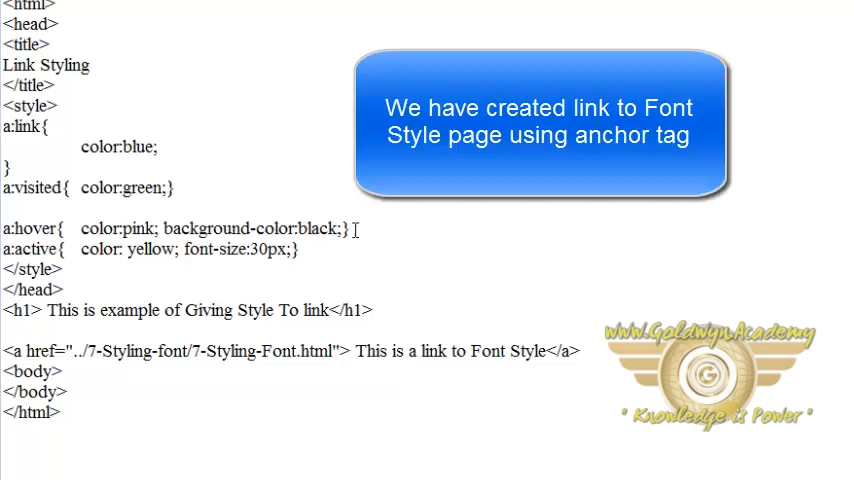 <html>
<head>
<title>
Link Styling
</title>
<style>
a:link{
color:blue;
}
a:visited{ color:green;}
a:hover{ color:pink; background-color:black;}
a:active{ color: yellow; font-size:30px;}
</style>
</head>
<h1> This is example of Giving Style To link</h1>
<a href="../7-Styling-font/7-Styling-Font.html"> This is a link to Font Style</a>
<body>
</body>
</html>
We have created link to Font
Style page using anchor tag
www.GoldwynAcademy
G
" Knowledge is Power "